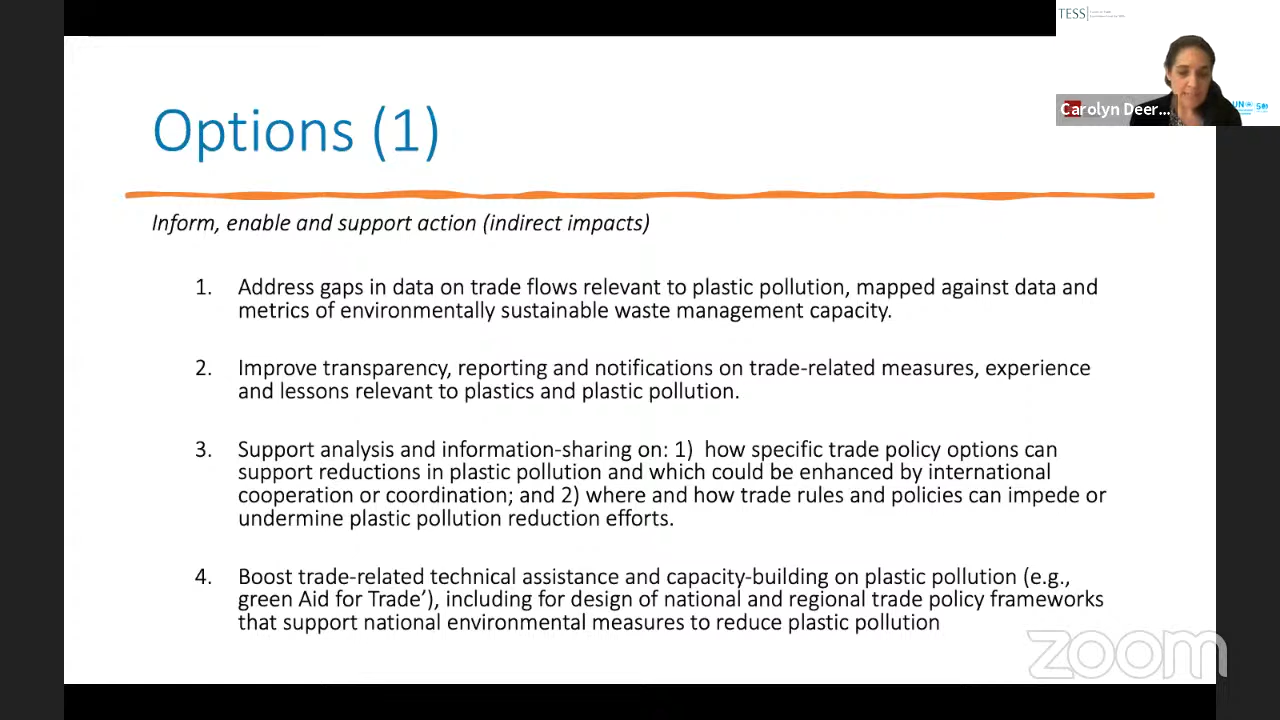 TESS
Carolyn Deer...
UN
Options (1)
Inform, enable and support action (indirect impacts)
1. Address gaps in data on trade flows relevant to plastic pollution, mapped against data and
metrics of environmentally sustainable waste management capacity.
2. Improve transparency, reporting and notifications on trade-related measures, experience
and lessons relevant to plastics and plastic pollution.
3. Support analysis and information-sharing on: 1) how specific trade policy options can
support reductions in plastic pollution and which could be enhanced by international
cooperation or coordination; and 2) where and how trade rules and policies can impede or
undermine plastic pollution reduction efforts.
4. Boost trade-related technical assistance and capacity-building on plastic pollution (e.g.,
green Aid for Trade’), including for design of national and regional trade policy frameworks
that support national environmental measures to reduce plastic pollution
zoom